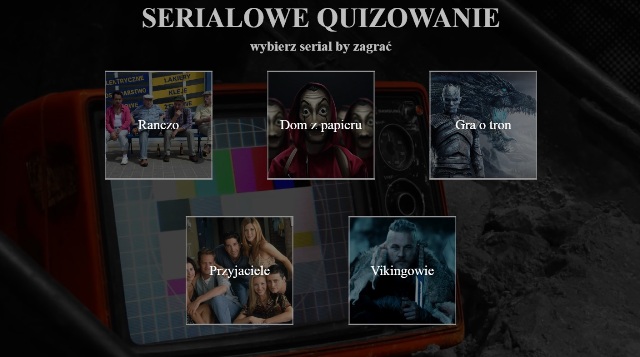 SERIALOWE QUIZOWANIE
wybierz serial by zagrać
Ranczo
Dom z papieru
Gra o tron
Przyjaciele
Vikingowie